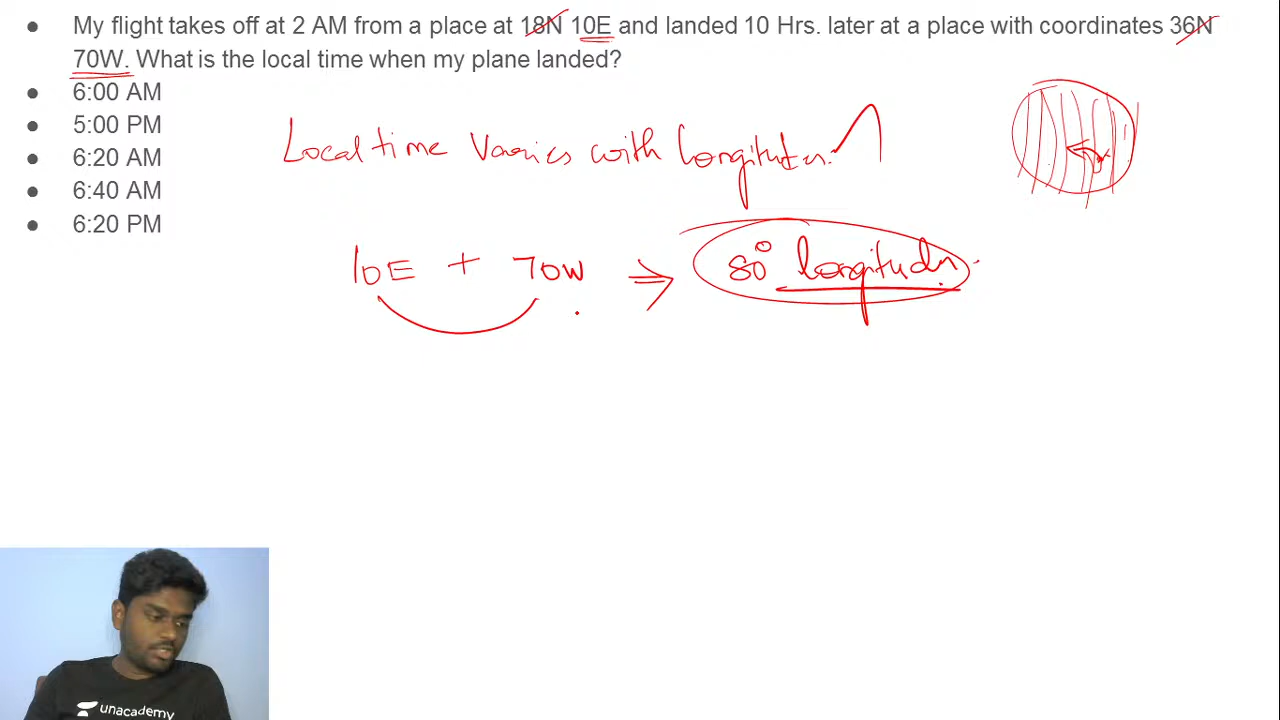 ● My flight takes off at 2 AM from a place at 18N 10E and landed 10 Hrs. later at a place with coordinates 36N
70W. What is the local time when my plane landed?
● 6:00 AM
● 5:00 PM
● 6:20 AM
● 6:40 AM
● 6:20 PM
Local time varies with longitudes.
10E + 70W ⇒ 80° longitudes.
unacademy